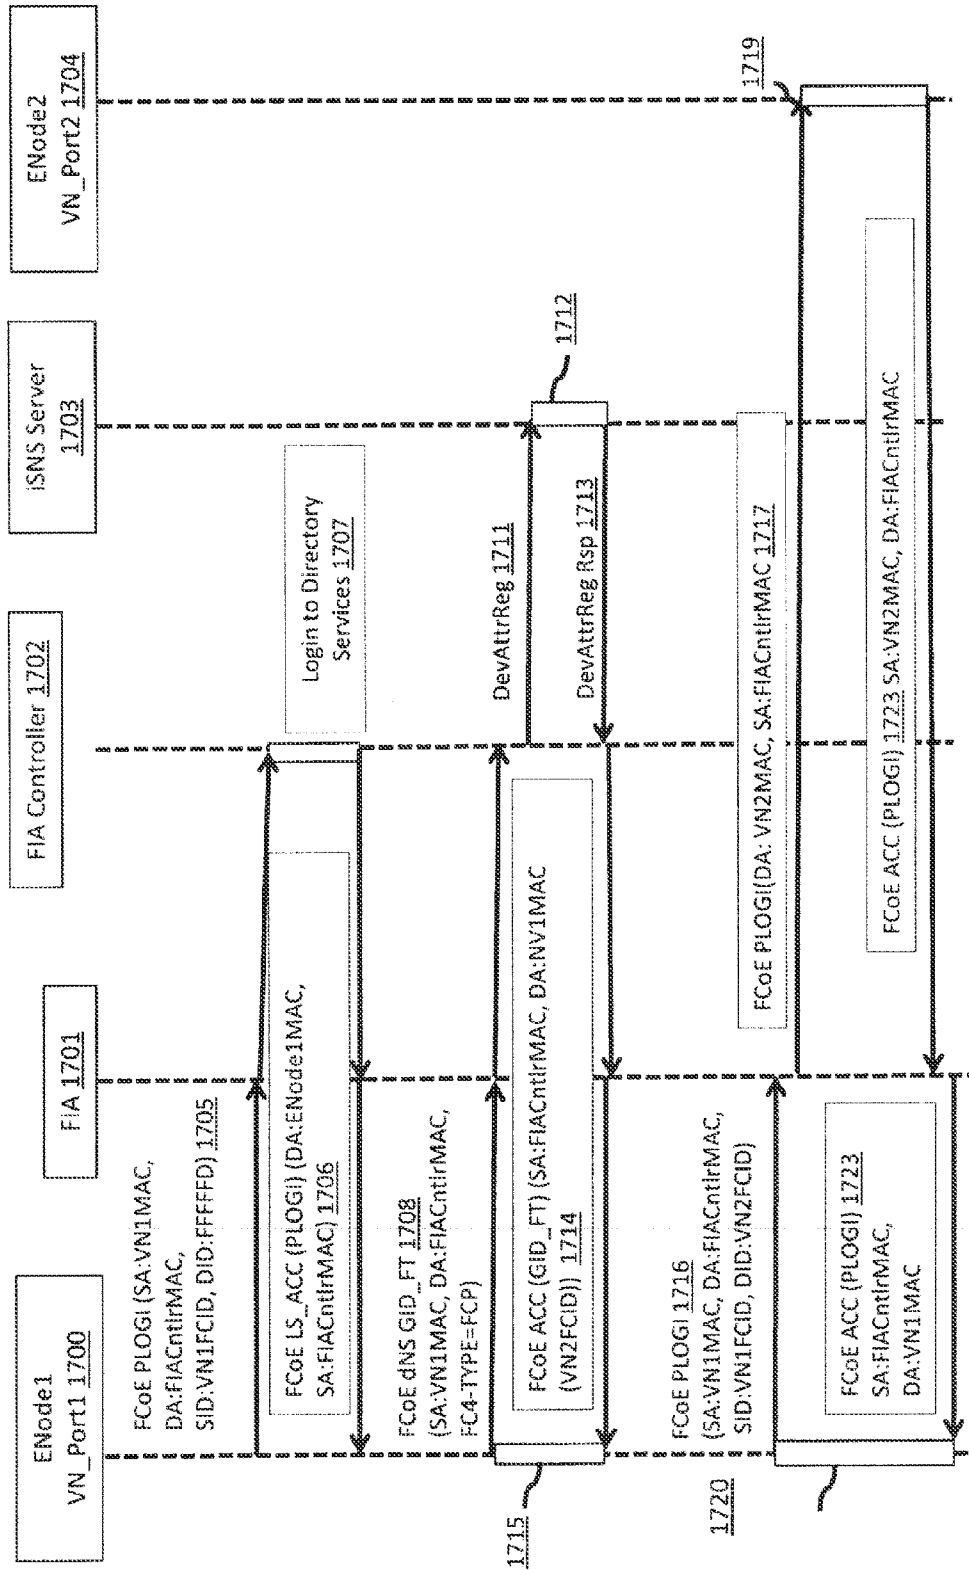 ENode1
VN_Port1 1700
FIA 1701
FIA Controller 1702
iSNS Server
1703
ENode2
VN_Port2 1704
FCoE PLOGI (SA:VN1MAC,
DA:FIACntlrMAC,
SID:VN1FCID, DID:FFFFFD) 1705
FCoE LS_ACC (PLOGI) (DA:ENode1MAC,
SA:FIACntlrMAC) 1706
Login to Directory
Services 1707
FCoE dNS GID_FT 1708
(SA:VN1MAC, DA:FIACntlrMAC,
FC4-TYPE=FCP)
DevAttrReg 1711
1712
DevAttrReg Rsp 1713
FCoE ACC (GID_FT) (SA:FIACntlrMAC, DA:NV1MAC
(VN2FCID)) 1714
1715
FCoE PLOGI 1716
(SA:VN1MAC, DA:FIACntlrMAC,
SID:VN1FCID, DID:VN2FCID)
FCoE PLOGI(DA: VN2MAC, SA:FIACntlrMAC 1717
1719
1720
FCoE ACC (PLOGI) 1723
SA:FIACntlrMAC,
DA:VN1MAC
FCoE ACC (PLOGI) 1723 SA:VN2MAC, DA:FIACntlrMAC